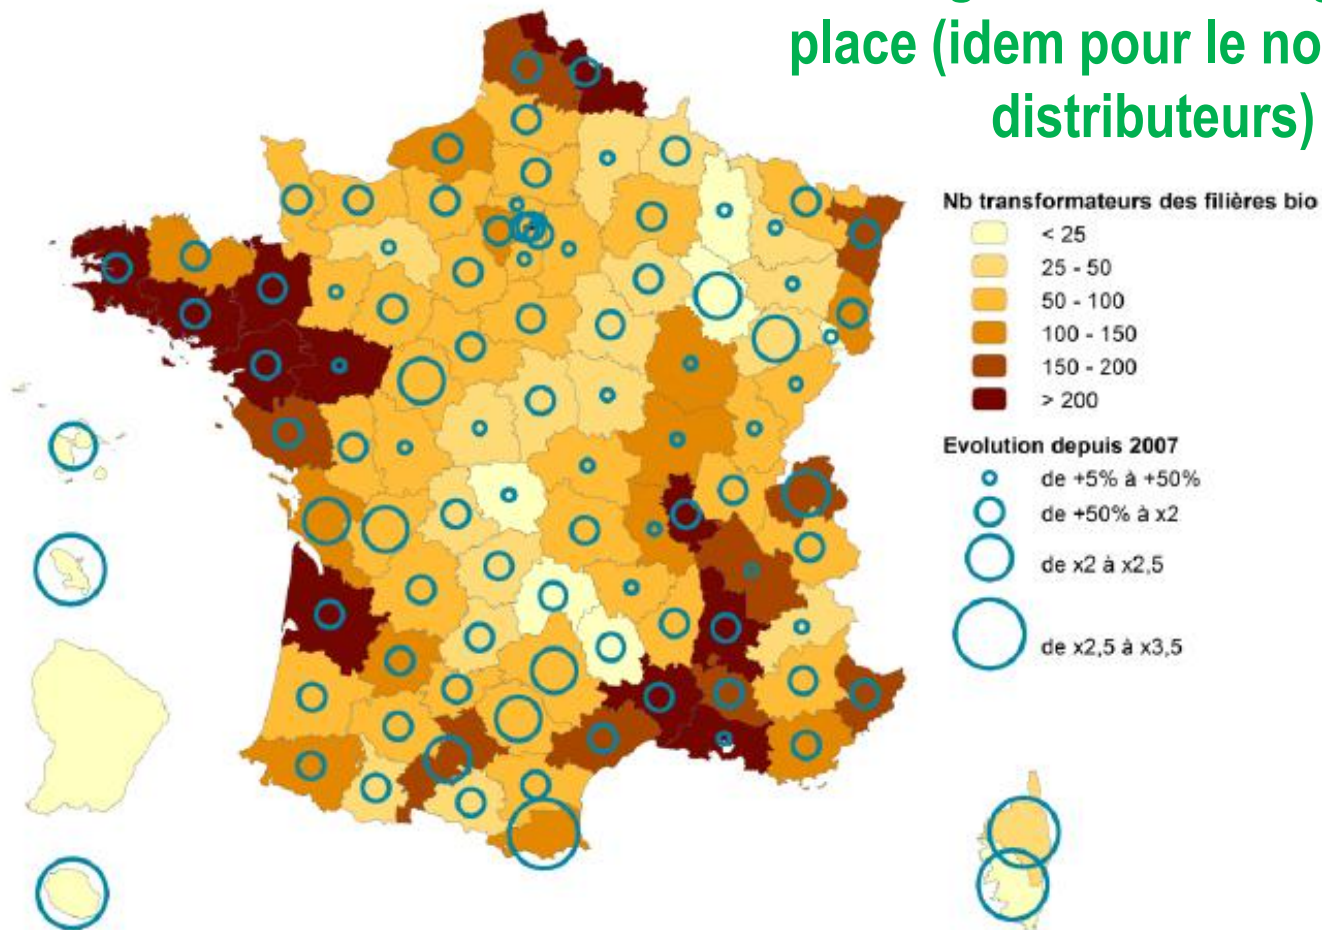 place (idem pour le no
distributeurs)
Nb transformateurs des filières bio
< 25
25 - 50
50 - 100
100 - 150
150 - 200
> 200
Evolution depuis 2007
de +5% à +50%
de +50% à x2
de x2 à x2,5
de x2,5 à x3,5